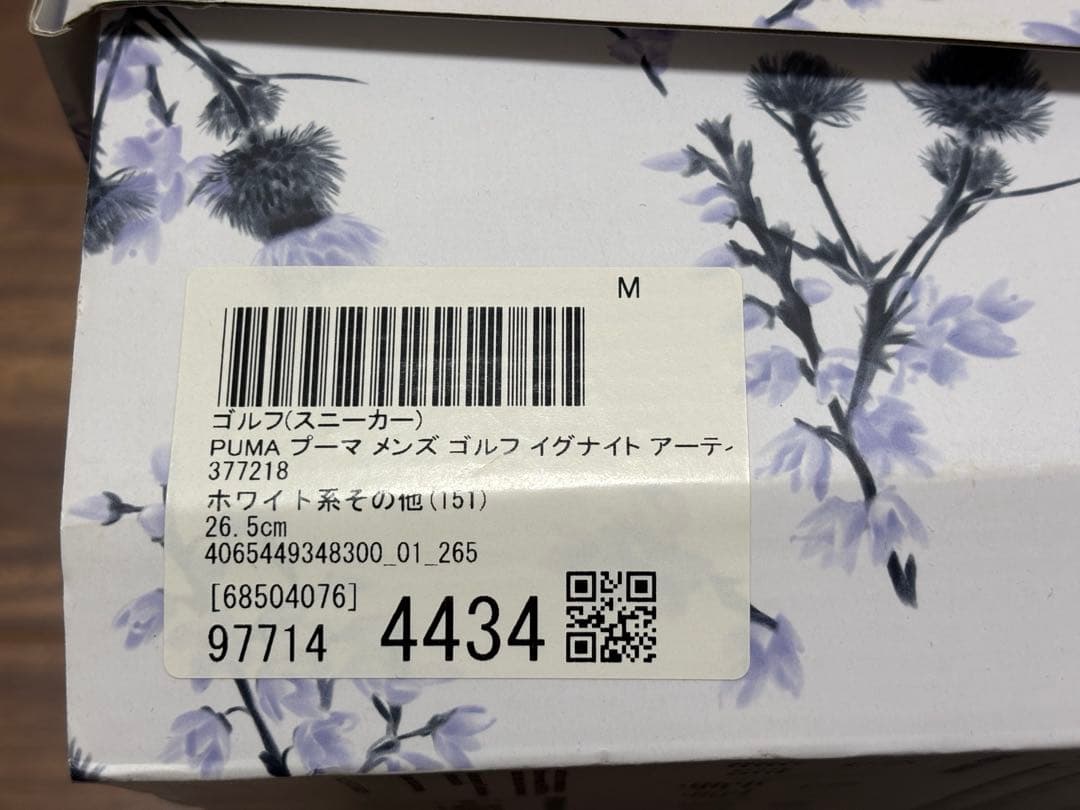 M
ゴルフ(スニーカー)
PUMA プーマ メンズ ゴルフ イグナイト アーティ
377218
ホワイト系その他(151)
26.5cm
4065449348300_01_265
[68504076]
97714 4434